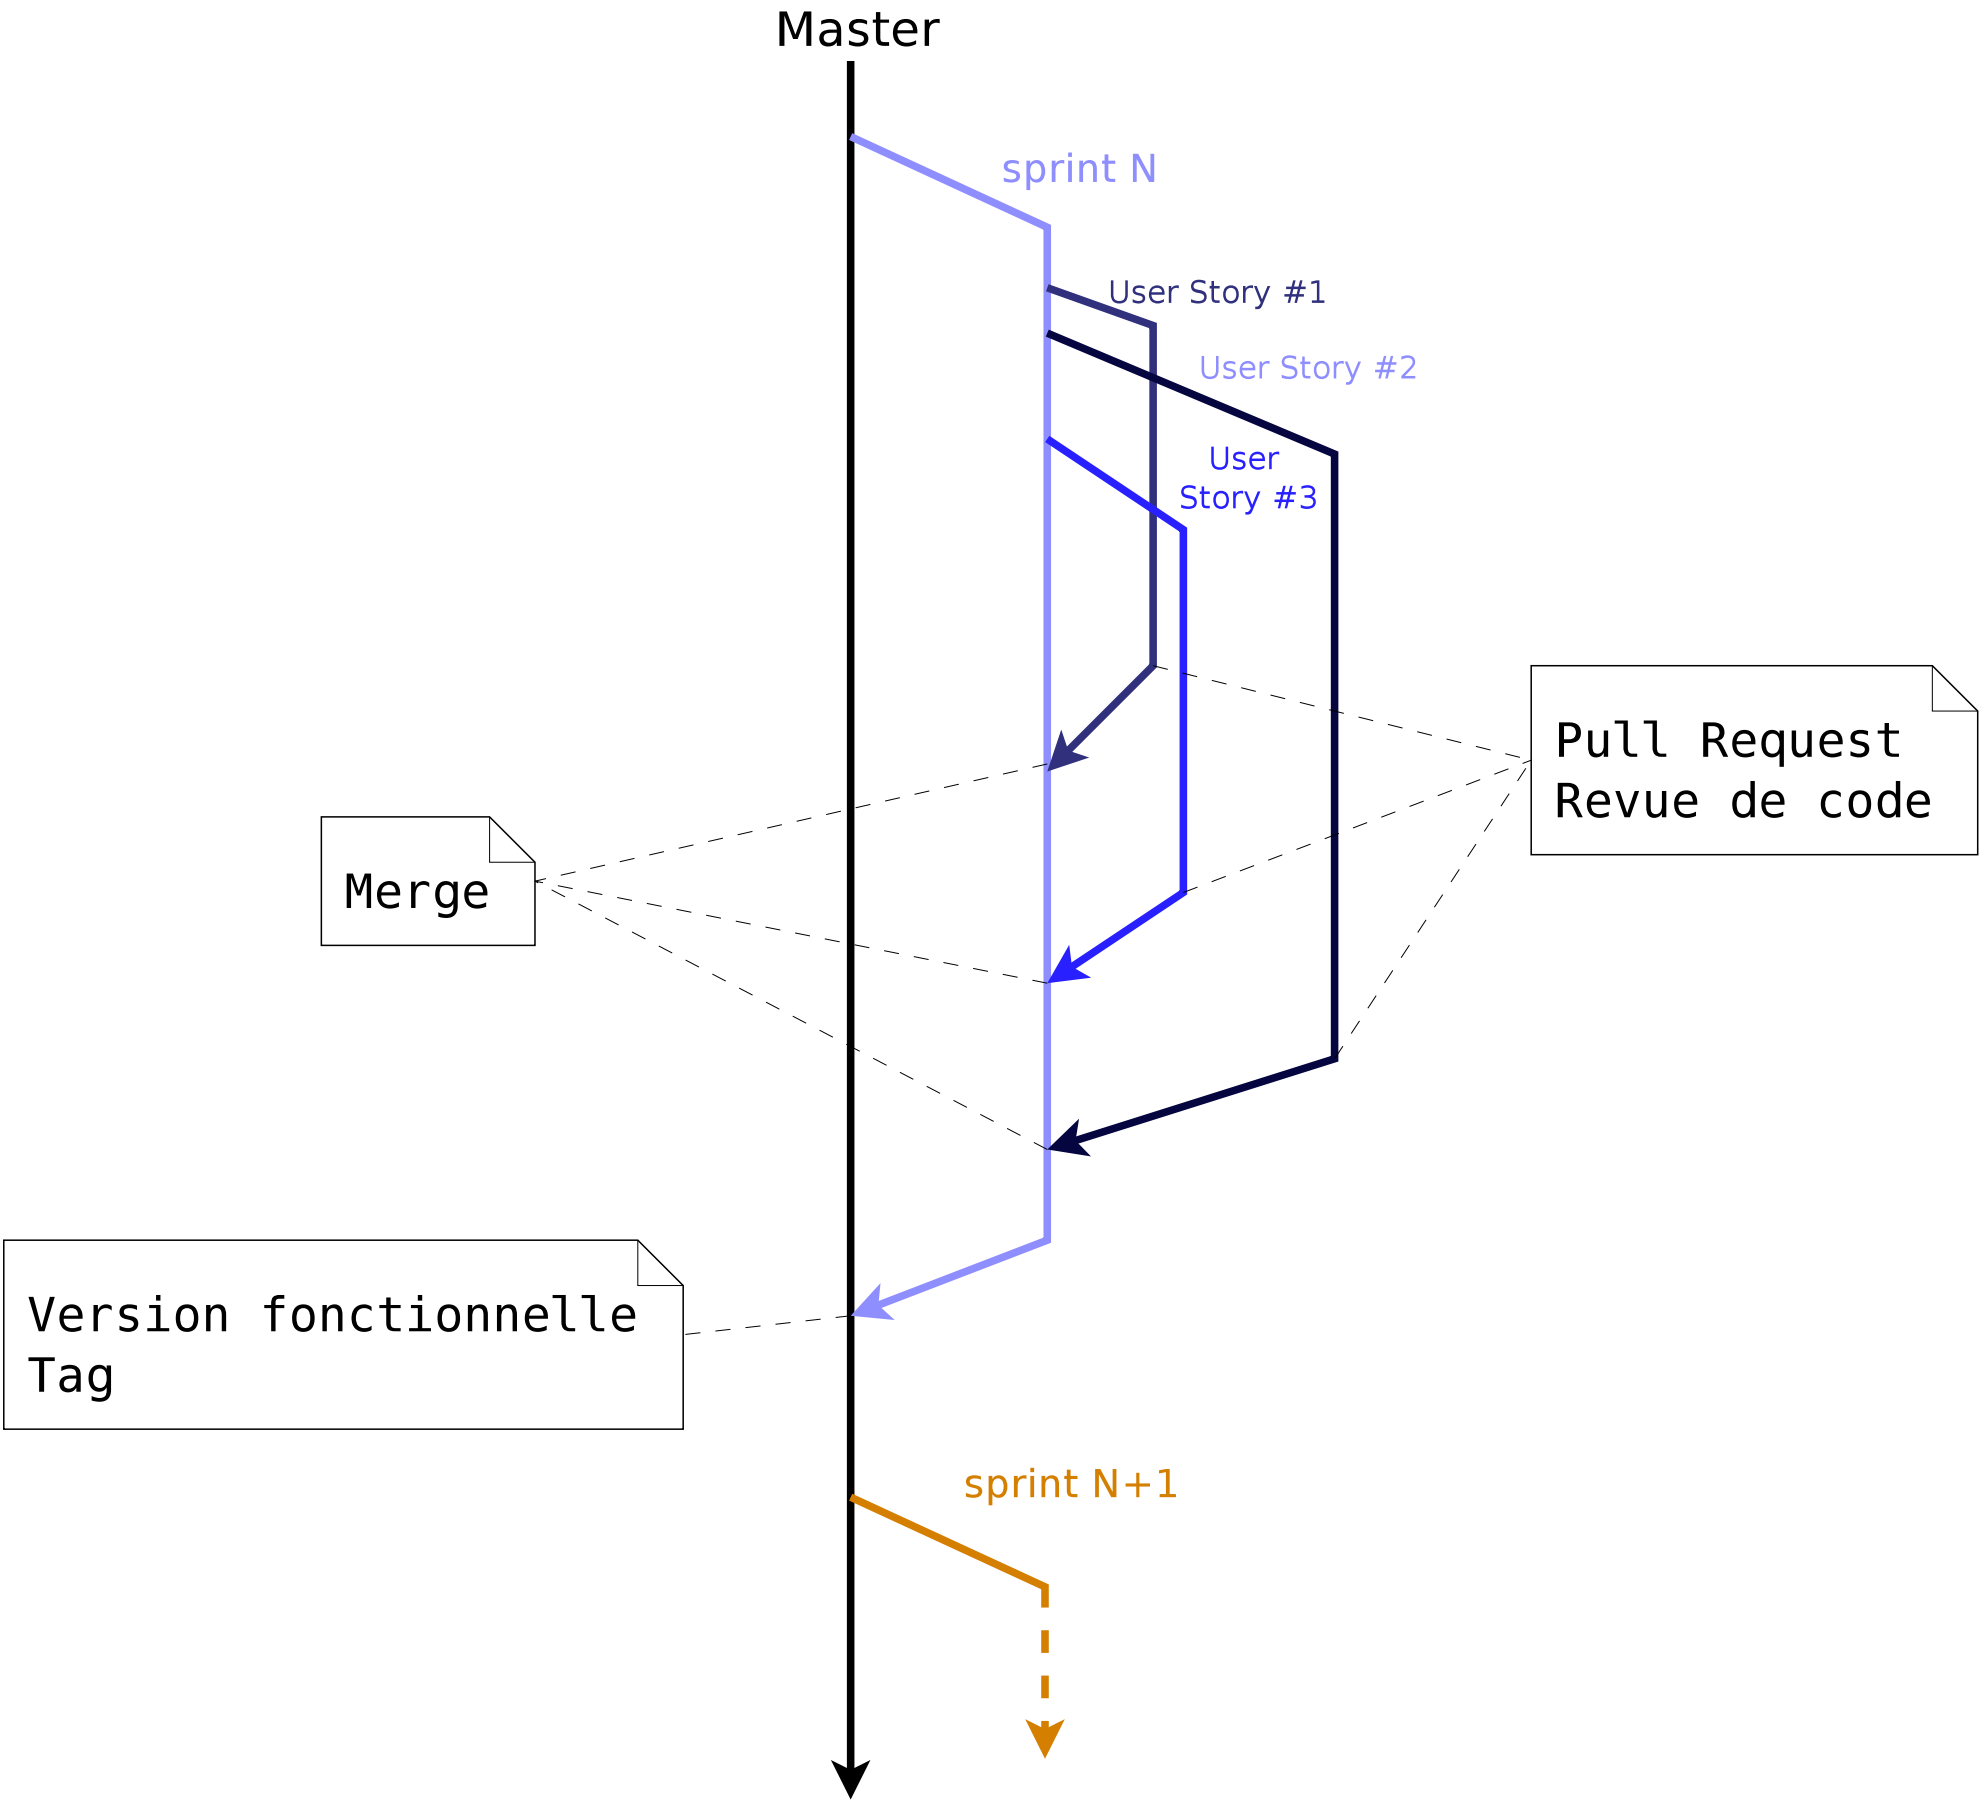 Master
sprint N
User Story #1
User Story #2
User
Story #3
Pull Request
Revue de code
Merge
Version fonctionnelle
Tag
sprint N+1